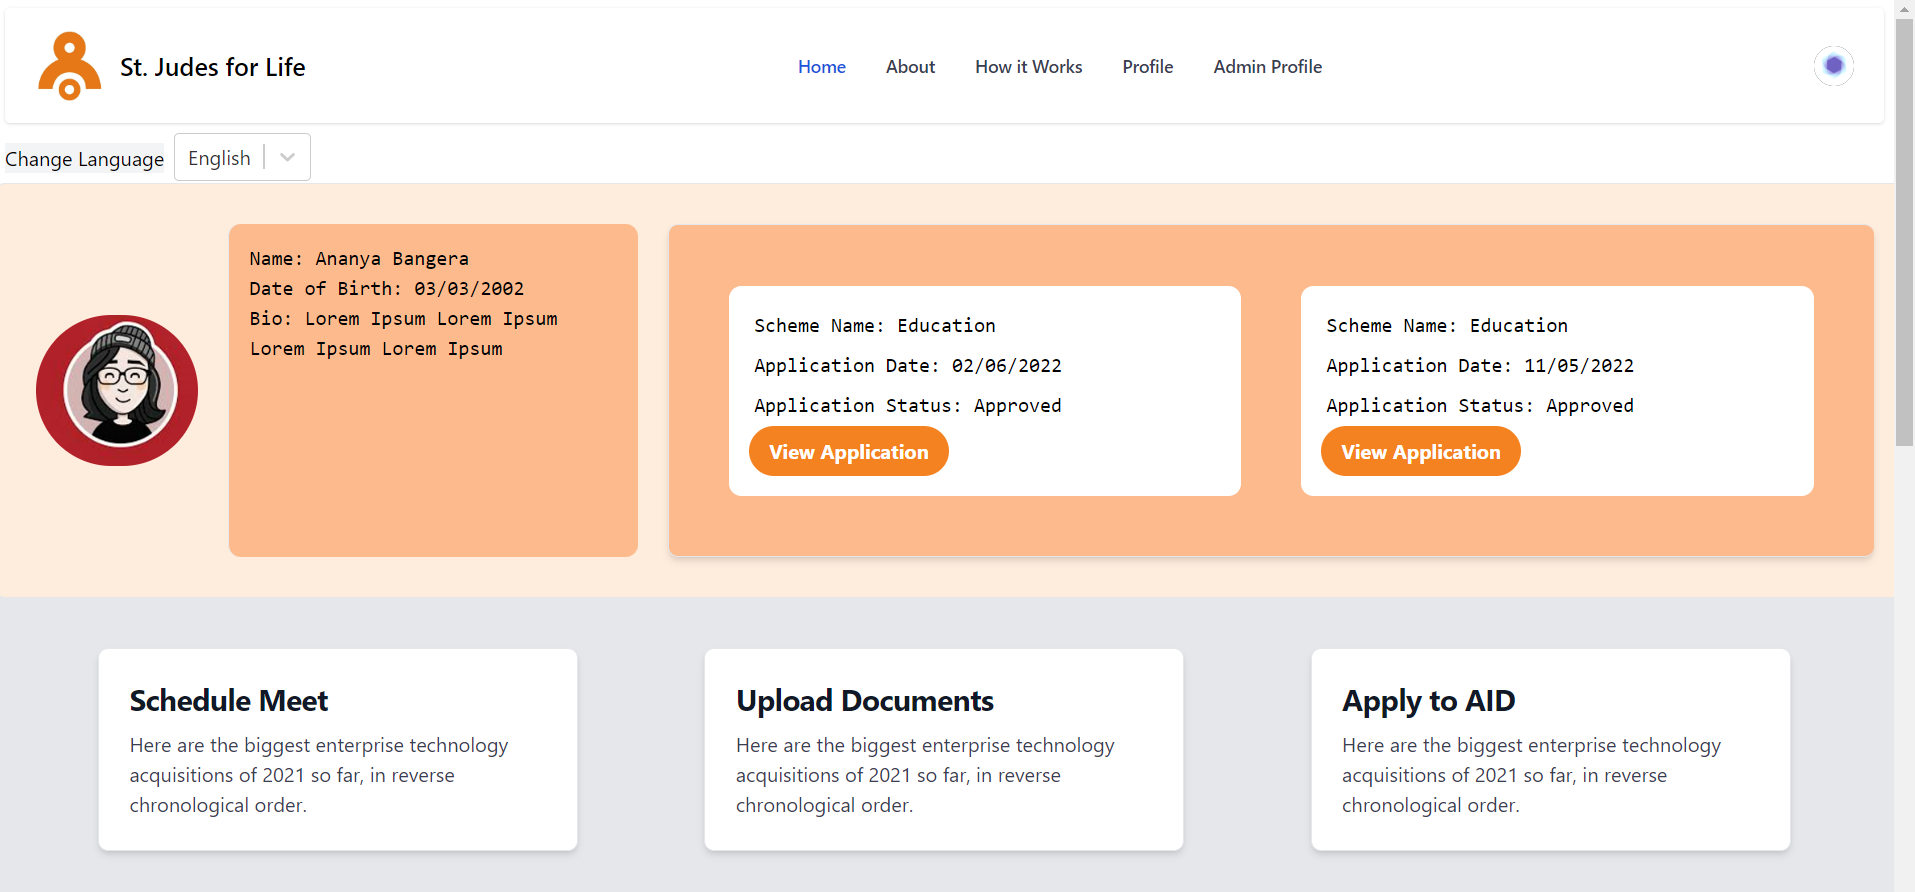 St. Judes for Life
Home
About
How it Works
Profile
Admin Profile
Change Language
English
Name: Ananya Bangera
Date of Birth: 03/03/2002
Bio: Lorem Ipsum Lorem Ipsum
Lorem Ipsum Lorem Ipsum
Scheme Name: Education
Application Date: 02/06/2022
Application Status: Approved
View Application
Scheme Name: Education
Application Date: 11/05/2022
Application Status: Approved
View Application
Schedule Meet
Here are the biggest enterprise technology
acquisitions of 2021 so far, in reverse
chronological order.
Upload Documents
Here are the biggest enterprise technology
acquisitions of 2021 so far, in reverse
chronological order.
Apply to AID
Here are the biggest enterprise technology
acquisitions of 2021 so far, in reverse
chronological order.